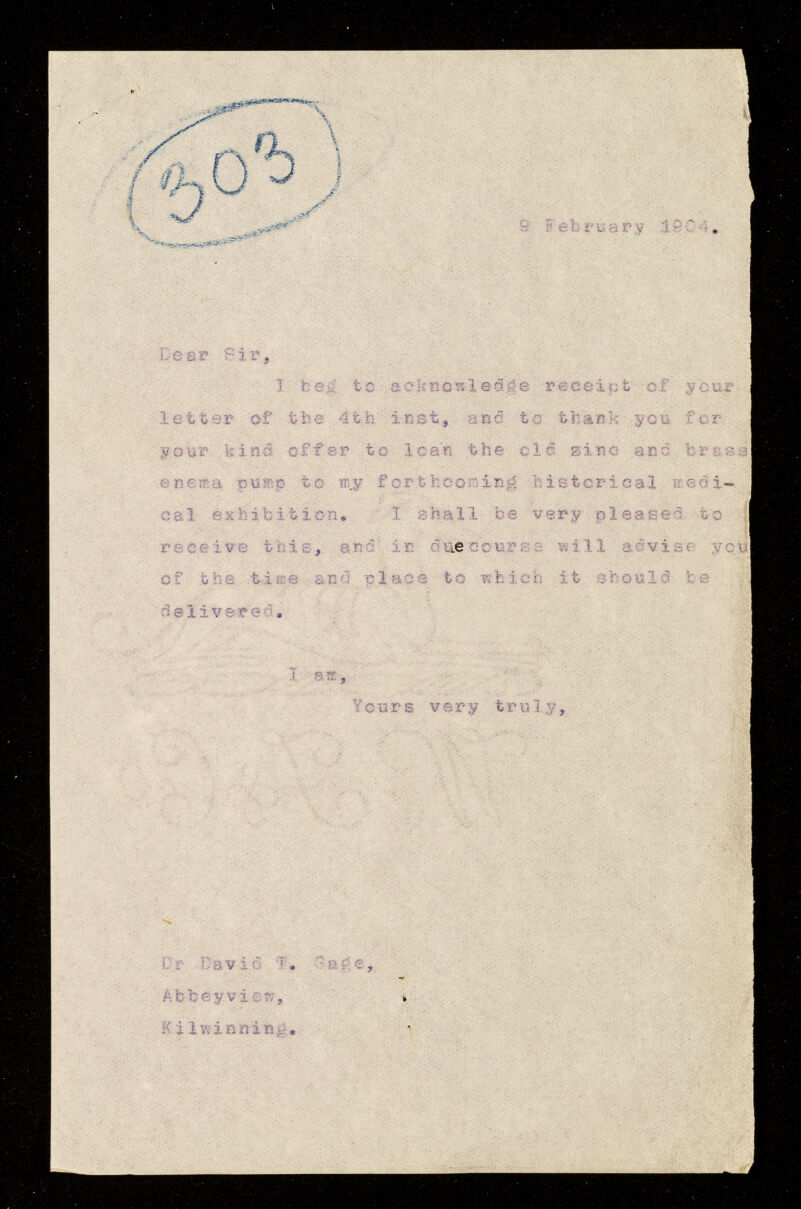 303
9 February 1904.
Dear Sir,
I beg to acknowledge receipt of your
letter of the 4th inst, and to thank you for
your kind offer to loan the old zinc and brass
enema pump to my forthcoming historical medi-
cal exhibition. I shall be very pleased to
receive this, and in duecourse will advise you
of the time and place to which it should be
delivered.
I am,
Yours very truly,
Dr David T. Gage,
Abbeyview,
Kilwinning.